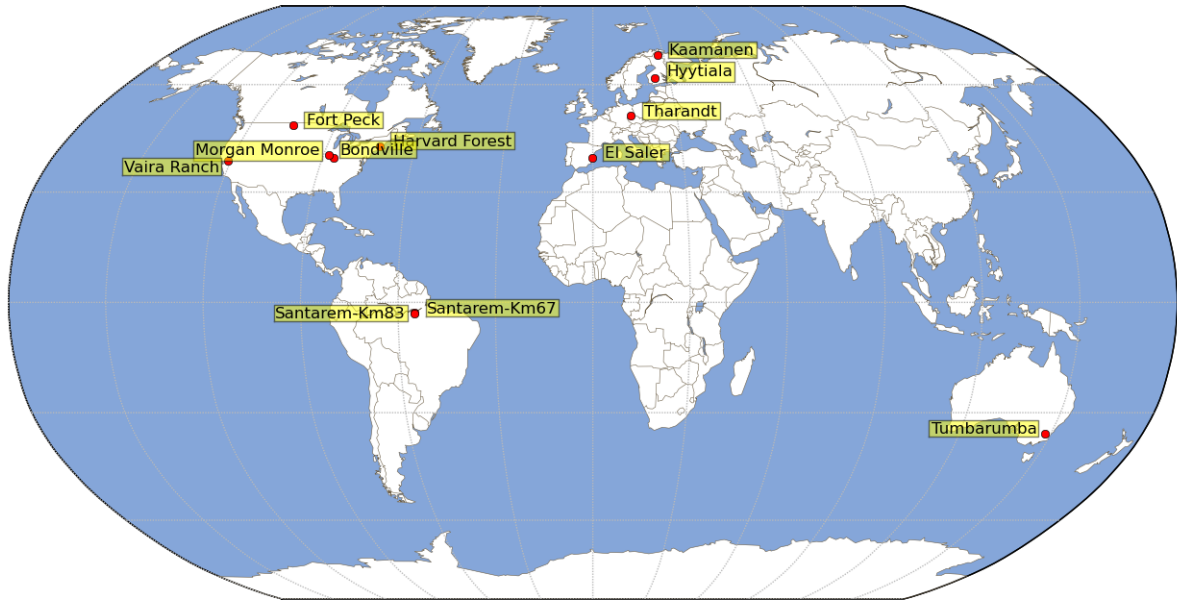 Kaamanen
Hyytiala
Tharandt
Fort Peck
Harvard Forest
Morgan Monroe
Bondville
El Saler
Vaira Ranch
Santarem-Km67
Santarem-Km83
Tumbarumba